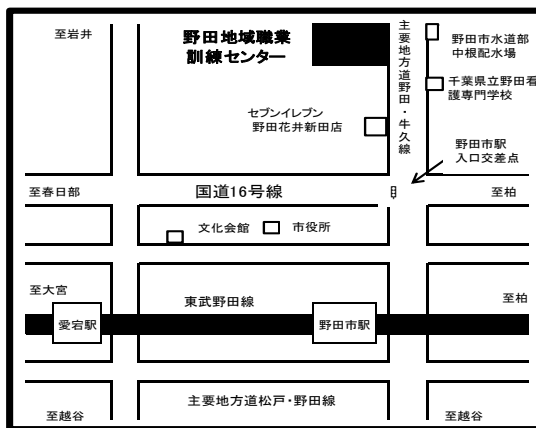 至岩井
野田地域職業
訓練センター
主要地方道野田・牛久線
野田市水道部
中根配水場
千葉県立野田看
護専門学校
セブンイレブン
野田花井新田店
野田市駅
入口交差点
至春日部
国道16号線
至柏
文化会館
市役所
至大宮
東武野田線
至柏
愛宕駅
野田市駅
主要地方道松戸・野田線
至越谷
至越谷